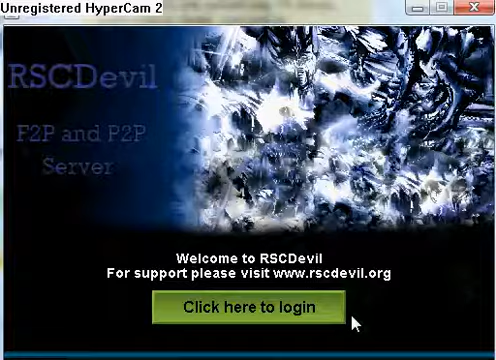 Unregistered HyperCam 2
RSCDevil
F2P and P2P
Server
Welcome to RSCDevil
For support please visit www.rscdevil.org
Click here to login